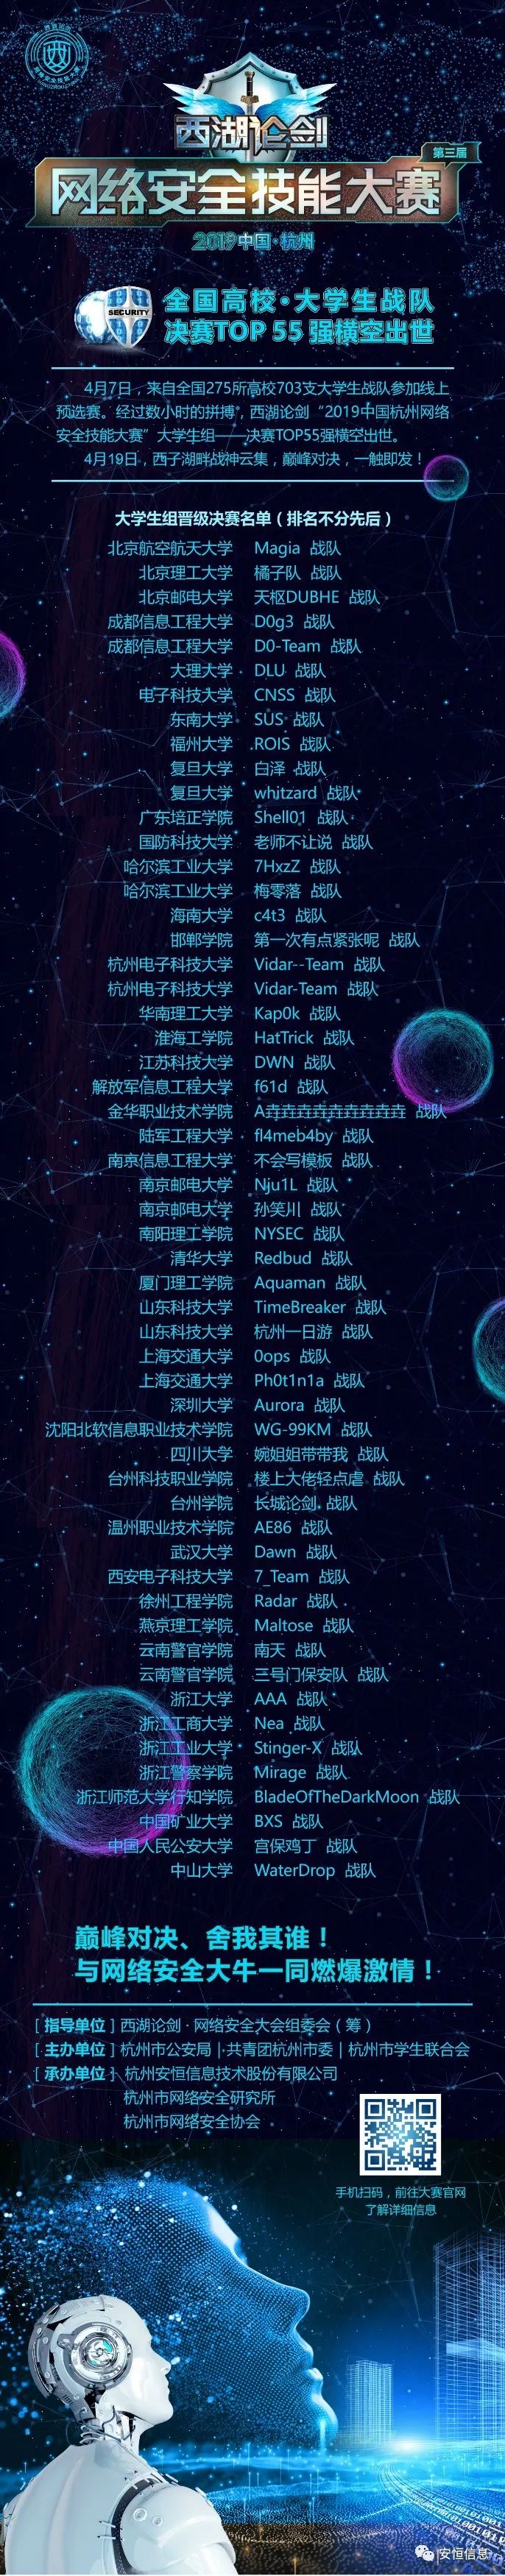 西湖论剑
第三届
网络安全技能大赛
2019中国·杭州
SECURITY
全国高校·大学生战队
决赛TOP 55 强横空出世
4月7日，来自全国275所高校703支大学生战队参加线上
预选赛。经过数小时的拼搏，西湖论剑“2019中国杭州网络
安全技能大赛”大学生组——决赛TOP55强横空出世。
4月19日，西子湖畔战神云集，巅峰对决，一触即发！
大学生组晋级决赛名单（排名不分先后）
北京航空航天大学 Magia 战队
北京理工大学 橘子队 战队
北京邮电大学 天枢DUBHE 战队
成都信息工程大学 D0g3 战队
成都信息工程大学 D0-Team 战队
大理大学 DLU 战队
电子科技大学 CNSS 战队
东南大学 SUS 战队
福州大学 ROIS 战队
复旦大学 白泽 战队
复旦大学 whitzard 战队
广东培正学院 Shell01 战队
国防科技大学 老师不让说 战队
哈尔滨工业大学 7HxzZ 战队
哈尔滨工业大学 梅零落 战队
海南大学 c4t3 战队
邯郸学院 第一次有点紧张呢 战队
杭州电子科技大学 Vidar--Team 战队
杭州电子科技大学 Vidar-Team 战队
华南理工大学 Kap0k 战队
淮海工学院 HatTrick 战队
江苏科技大学 DWN 战队
解放军信息工程大学 f61d 战队
金华职业技术学院 A壵壵壵壵壵壵壵壵壵 战队
陆军工程大学 fl4meb4by 战队
南京信息工程大学 不会写模板 战队
南京邮电大学 Nju1L 战队
南京邮电大学 孙笑川 战队
南阳理工学院 NYSEC 战队
清华大学 Redbud 战队
厦门理工学院 Aquaman 战队
山东科技大学 TimeBreaker 战队
山东科技大学 杭州一日游 战队
上海交通大学 0ops 战队
上海交通大学 Ph0t1n1a 战队
深圳大学 Aurora 战队
沈阳北软信息职业技术学院 WG-99KM 战队
四川大学 婉姐姐带带我 战队
台州科技职业学院 楼上大佬轻点虐 战队
台州学院 长城论剑 战队
温州职业技术学院 AE86 战队
武汉大学 Dawn 战队
西安电子科技大学 7_Team 战队
徐州工程学院 Radar 战队
燕京理工学院 Maltose 战队
云南警官学院 南天 战队
云南警官学院 三号门保安队 战队
浙江大学 AAA 战队
浙江工商大学 Nea 战队
浙江工业大学 Stinger-X 战队
浙江警察学院 Mirage 战队
浙江师范大学行知学院 BladeOfTheDarkMoon 战队
中国矿业大学 BXS 战队
中国人民公安大学 宫保鸡丁 战队
中山大学 WaterDrop 战队
巅峰对决、舍我其谁！
与网络安全大牛一同燃爆激情！
[ 指导单位 ] 西湖论剑 · 网络安全大会组委会（筹）
[ 主办单位 ] 杭州市公安局 | 共青团杭州市委 | 杭州市学生联合会
[ 承办单位 ] 杭州安恒信息技术股份有限公司
杭州市网络安全研究所
杭州市网络安全协会
手机扫码，前往大赛官网
了解详细信息
安恒信息